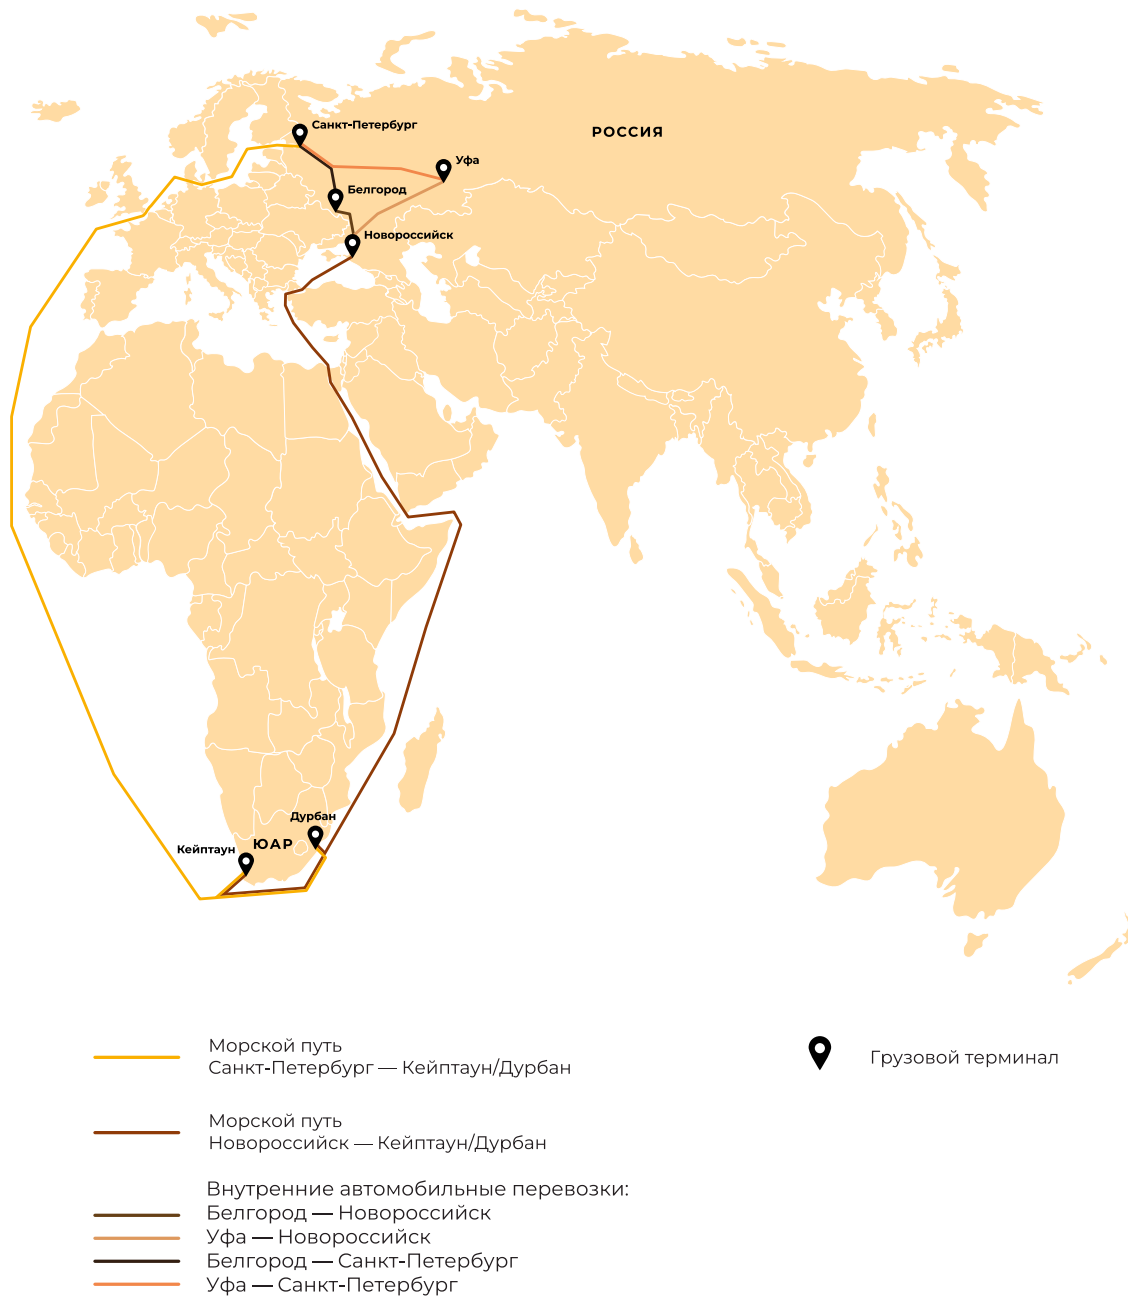 Санкт-Петербург
РОССИЯ
Уфа
Белгород
Новороссийск
Дурбан
ЮАР
Кейптаун
Морской путь
Санкт-Петербург — Кейптаун/Дурбан
Грузовой терминал
Морской путь
Новороссийск — Кейптаун/Дурбан
Внутренние автомобильные перевозки:
Белгород — Новороссийск
Уфа — Новороссийск
Белгород — Санкт-Петербург
Уфа — Санкт-Петербург